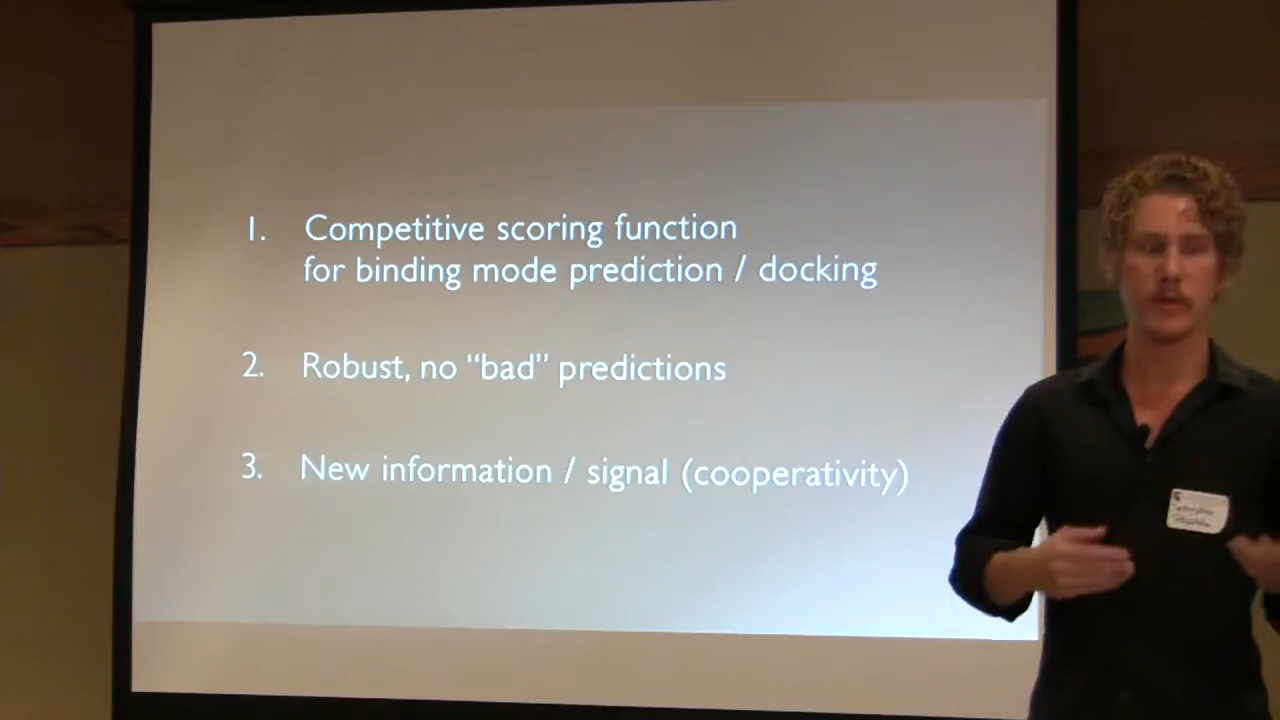 1. Competitive scoring function
for binding mode prediction / docking
2. Robust, no “bad” predictions
3. New information / signal (cooperativity)